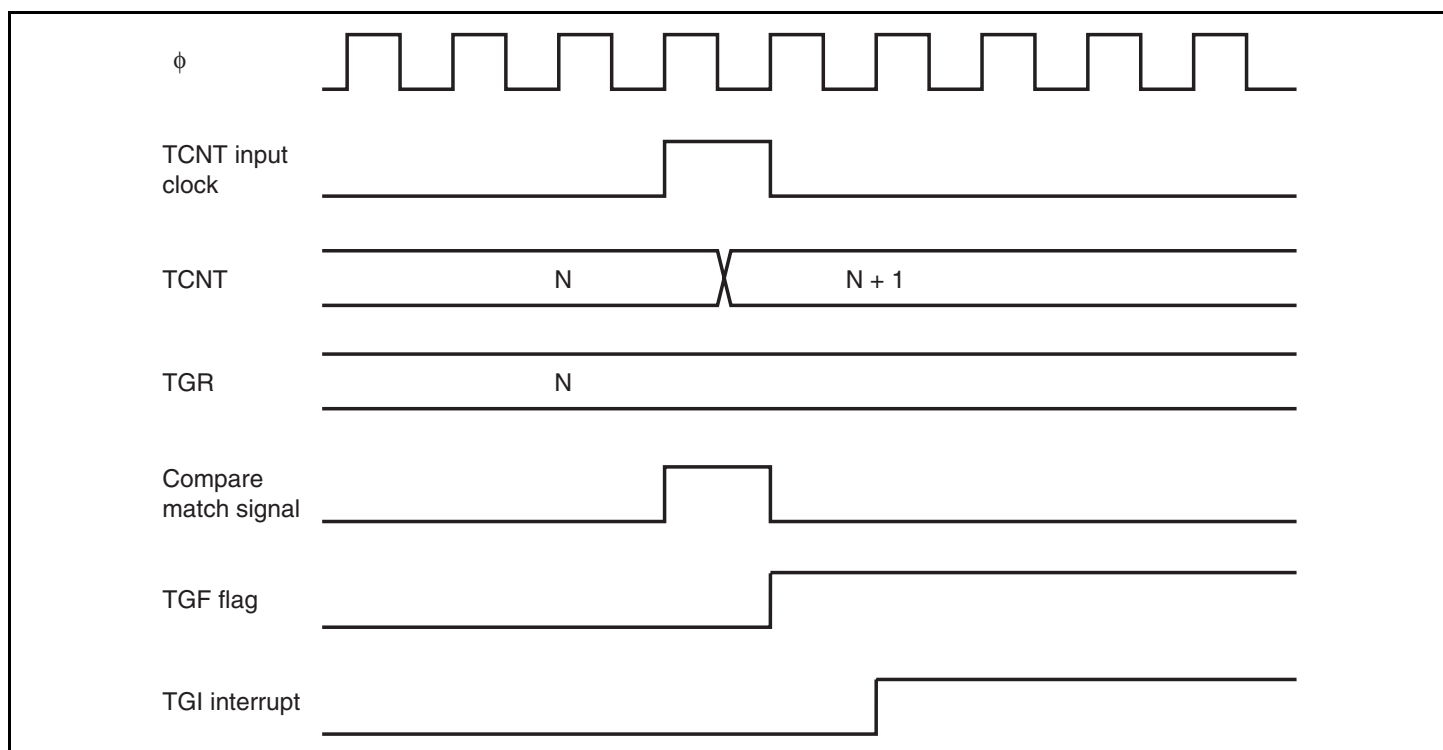 ϕ
TCNT input
clock
TCNT
N
N + 1
TGR
N
Compare
match signal
TGF flag
TGI interrupt